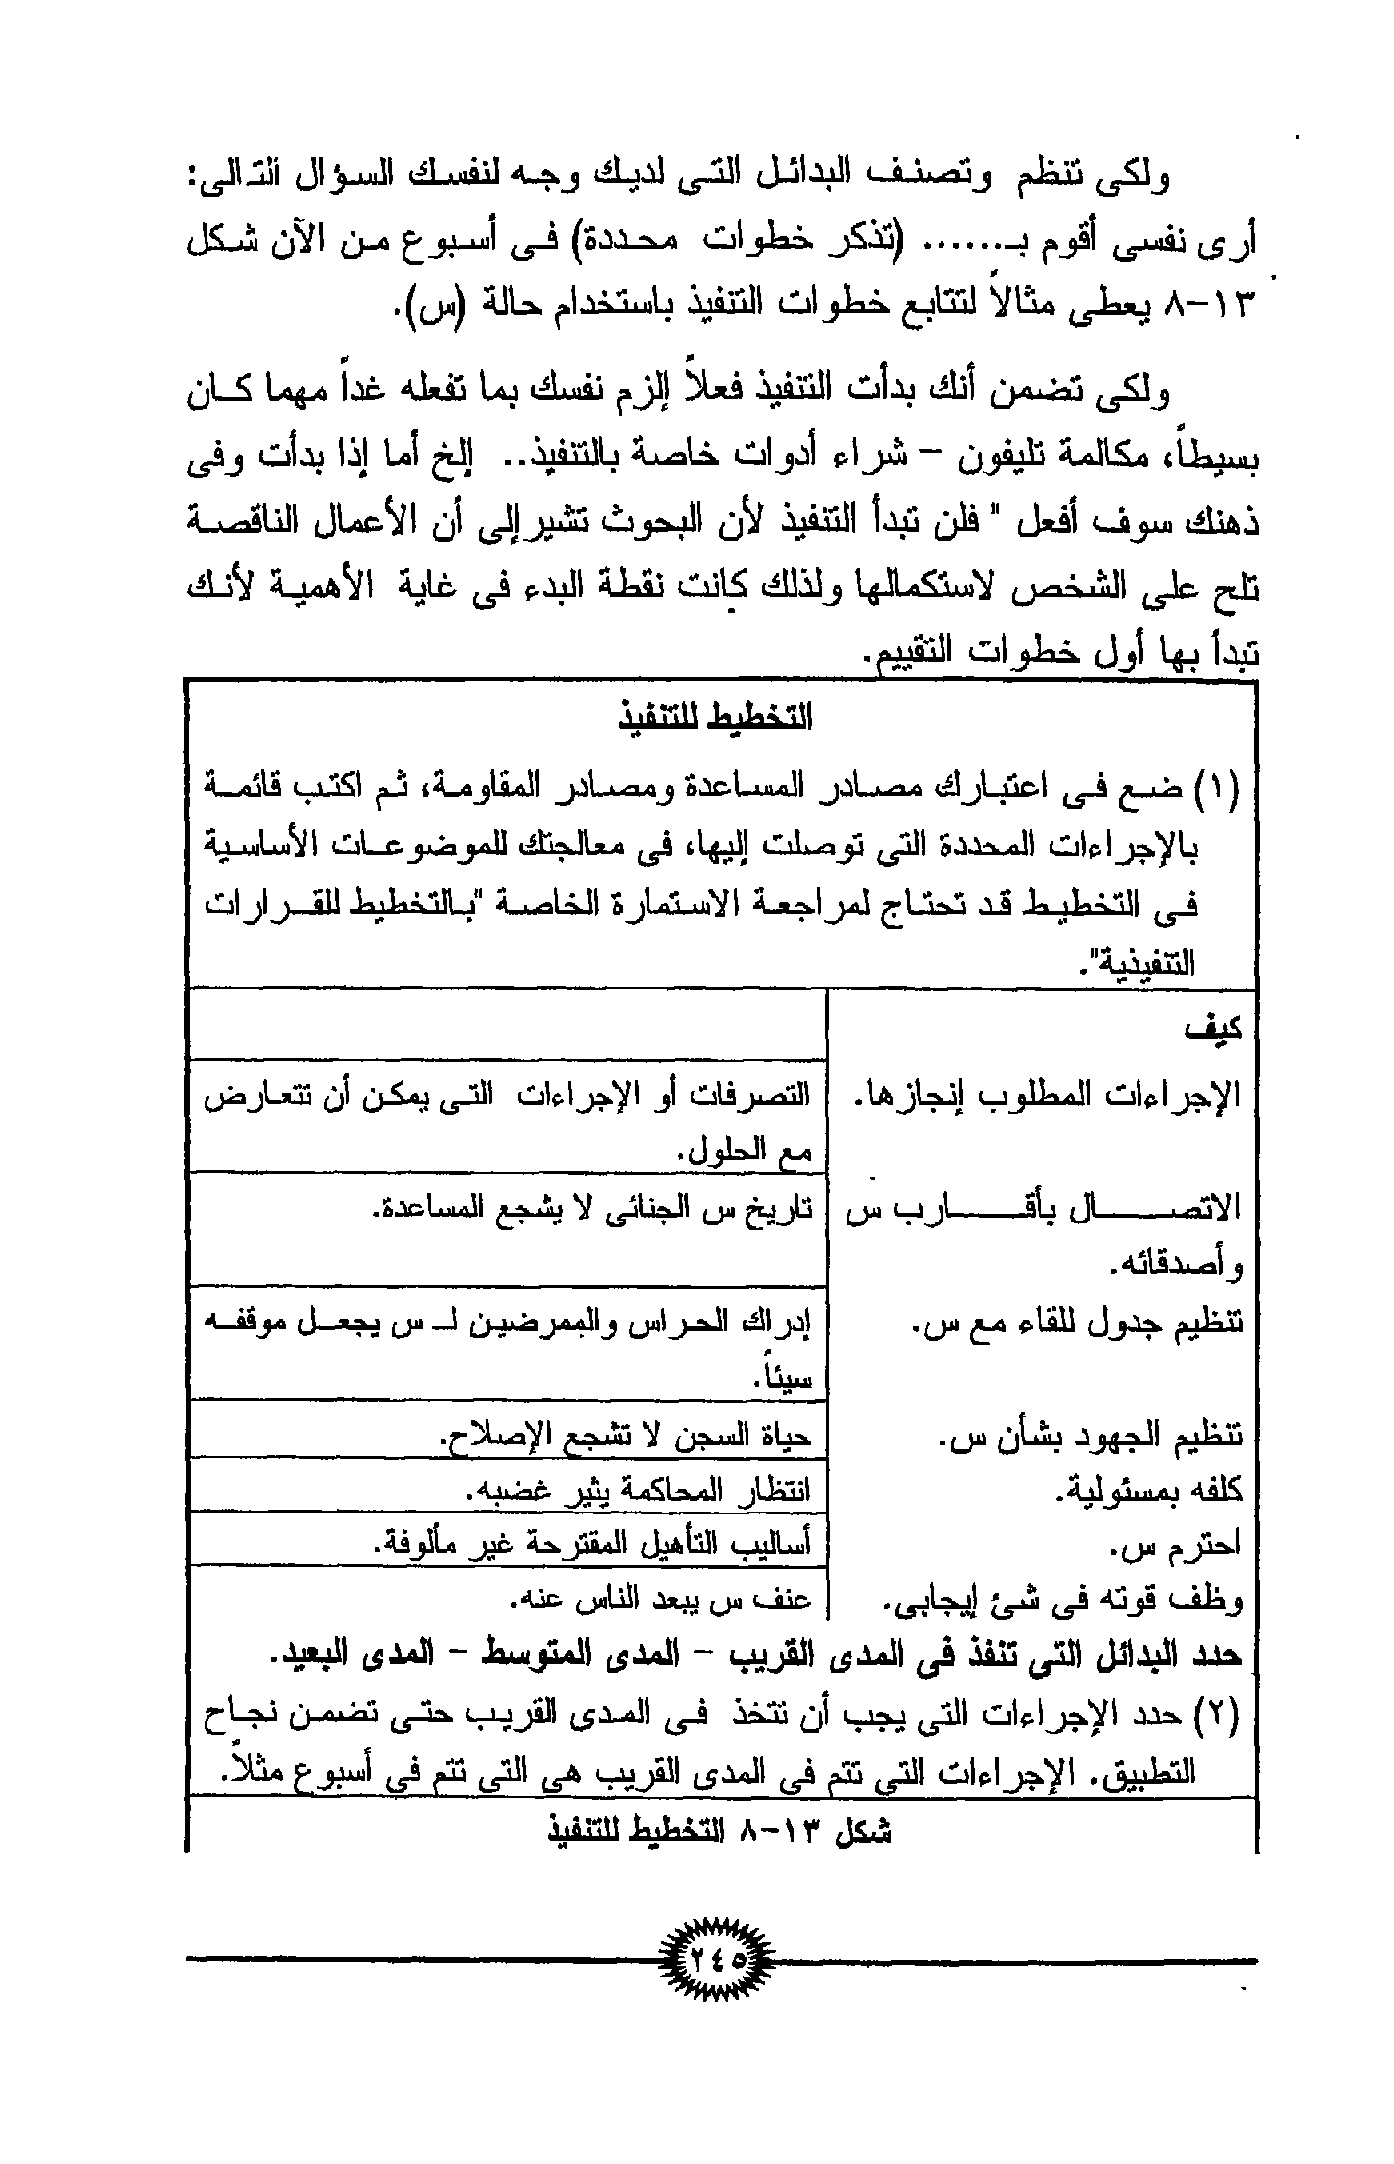 ولكى تنظم وتصنف البدائل التى لديك وجه لنفسك السؤال التالى:
أرى نفسى أقوم بـ...... (تذكر خطوات محددة) فى أسبوع من الآن شكل
١٣-٨ يعطى مثالاً لتتابع خطوات التنفيذ باستخدام حالة (س).
ولكى تضمن أنك بدأت التنفيذ فعلاً إلزم نفسك بما تفعله غداً مهما كان
بسيطاً، مكالمة تليفون - شراء أدوات خاصة بالتنفيذ.. إلخ أما إذا بدأت وفى
ذهنك سوف أفعل " فلن تبدأ التنفيذ لأن البحوث تشير إلى أن الأعمال الناقصة
تلح على الشخص لاستكمالها ولذلك كانت نقطة البدء فى غاية الأهمية لأنك
تبدأ بها أول خطوات التقييم.
التخطيط للتنفيذ
(١) ضع فى اعتبارك مصادر المساعدة ومصادر المقاومة، ثم اكتب قائمة
بالإجراءات المحددة التى توصلت إليها، فى معالجتك للموضوعات الأساسية
فى التخطيط قد تحتاج لمراجعة الاستمارة الخاصة "بالتخطيط للقرارات
التنفيذية".
كيف
الإجراءات المطلوب إنجازها.
التصرفات أو الإجراءات التى يمكن أن تتعارض
مع الحلول.
الاتصال بأقارب س
وأصدقائه.
تاريخ س الجنائى لا يشجع المساعدة.
تنظيم جدول للقاء مع س.
إدراك الحراس والممرضين لـ س يجعل موقفه
سيئاً.
تنظيم الجهود بشأن س.
حياة السجن لا تشجع الإصلاح.
كلفه بمسئولية.
انتظار المحاكمة يثير غضبه.
احترم س.
أساليب التأهيل المقترحة غير مألوفة.
وظف قوته فى شئ إيجابى.
عنف س يبعد الناس عنه.
حدد البدائل التى تنفذ فى المدى القريب - المدى المتوسط - المدى البعيد.
(٢) حدد الإجراءات التى يجب أن تتخذ فى المدى القريب حتى تضمن نجاح
التطبيق. الإجراءات التى تتم فى المدى القريب هى التى تتم فى أسبوع مثلاً.
شكل ١٣-٨ التخطيط للتنفيذ
٢٤٥